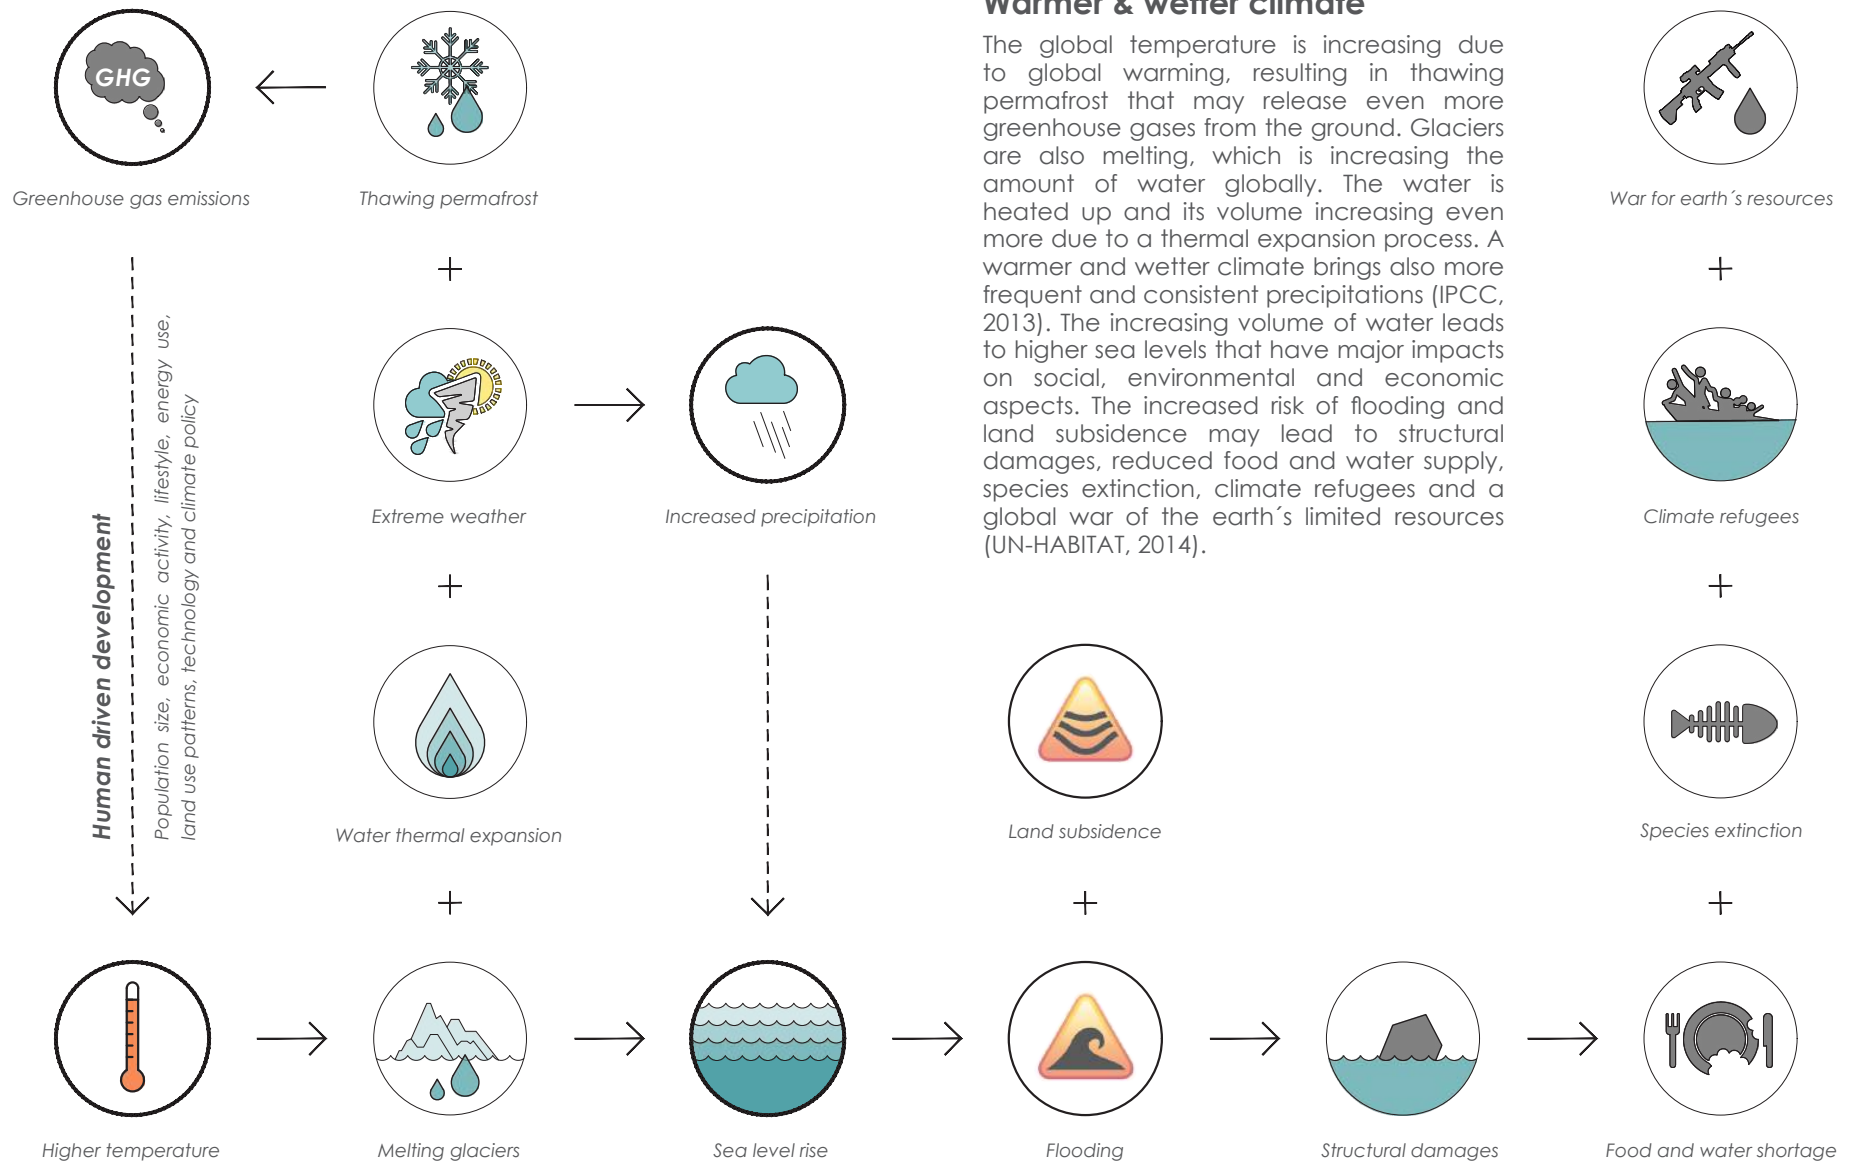 Warmer & wetter climate
The global temperature is increasing due
to global warming, resulting in thawing
permafrost that may release even more
greenhouse gases from the ground. Glaciers
are also melting, which is increasing the
amount of water globally. The water is
heated up and its volume increasing even
more due to a thermal expansion process. A
warmer and wetter climate brings also more
frequent and consistent precipitations (IPCC,
2013). The increasing volume of water leads
to higher sea levels that have major impacts
on social, environmental and economic
aspects. The increased risk of flooding and
land subsidence may lead to structural
damages, reduced food and water supply,
species extinction, climate refugees and a
global war of the earth´s limited resources
(UN-HABITAT, 2014).
GHG
Greenhouse gas emissions
Thawing permafrost
War for earth´s resources
+
+
Human driven development
Population size, economic activity, lifestyle, energy use,
land use patterns, technology and climate policy
Extreme weather
Increased precipitation
Climate refugees
+
+
Water thermal expansion
Land subsidence
Species extinction
+
+
+
Higher temperature
Melting glaciers
Sea level rise
Flooding
Structural damages
Food and water shortage